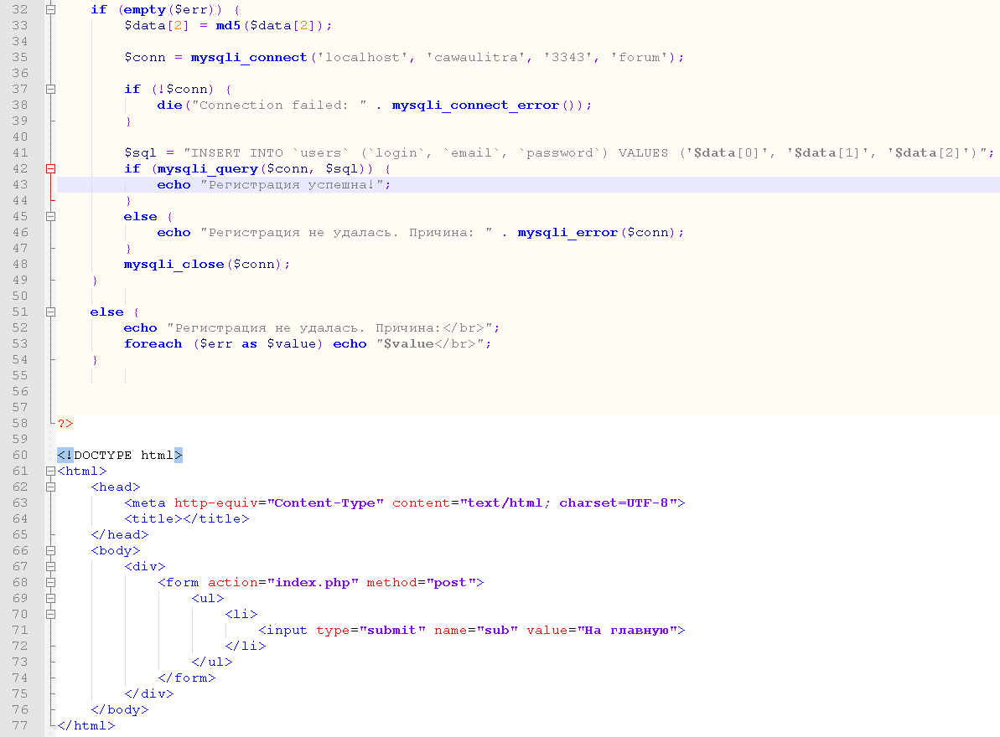 32 if (empty($err)) {
33 $data[2] = md5($data[2]);
34
35 $conn = mysqli_connect('localhost', 'cawaulitra', '3343', 'forum');
36
37 if (!$conn) {
38 die("Connection failed: " . mysqli_connect_error());
39 }
40
41 $sql = "INSERT INTO `users` (`login`, `email`, `password`) VALUES ('$data[0]', '$data[1]', '$data[2]')";
42 if (mysqli_query($conn, $sql)) {
43 echo "Регистрация успешна!";
44 }
45 else {
46 echo "Регистрация не удалась. Причина: " . mysqli_error($conn);
47 }
48 mysqli_close($conn);
49 }
50
51 else {
52 echo "Регистрация не удалась. Причина:</br>";
53 foreach ($err as $value) echo "$value</br>";
54 }
55
56
57
58 ?>
59
60 <!DOCTYPE html>
61 <html>
62 <head>
63 <meta http-equiv="Content-Type" content="text/html; charset=UTF-8">
64 <title></title>
65 </head>
66 <body>
67 <div>
68 <form action="index.php" method="post">
69 <ul>
70 <li>
71 <input type="submit" name="sub" value="На главную">
72 </li>
73 </ul>
74 </form>
75 </div>
76 </body>
77 </html>